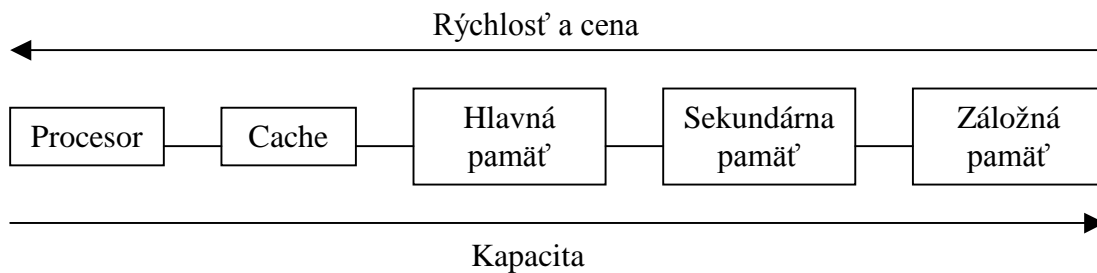 Rýchlosť a cena
Procesor
Cache
Hlavná
pamäť
Sekundárna
pamäť
Záložná
pamäť
Kapacita